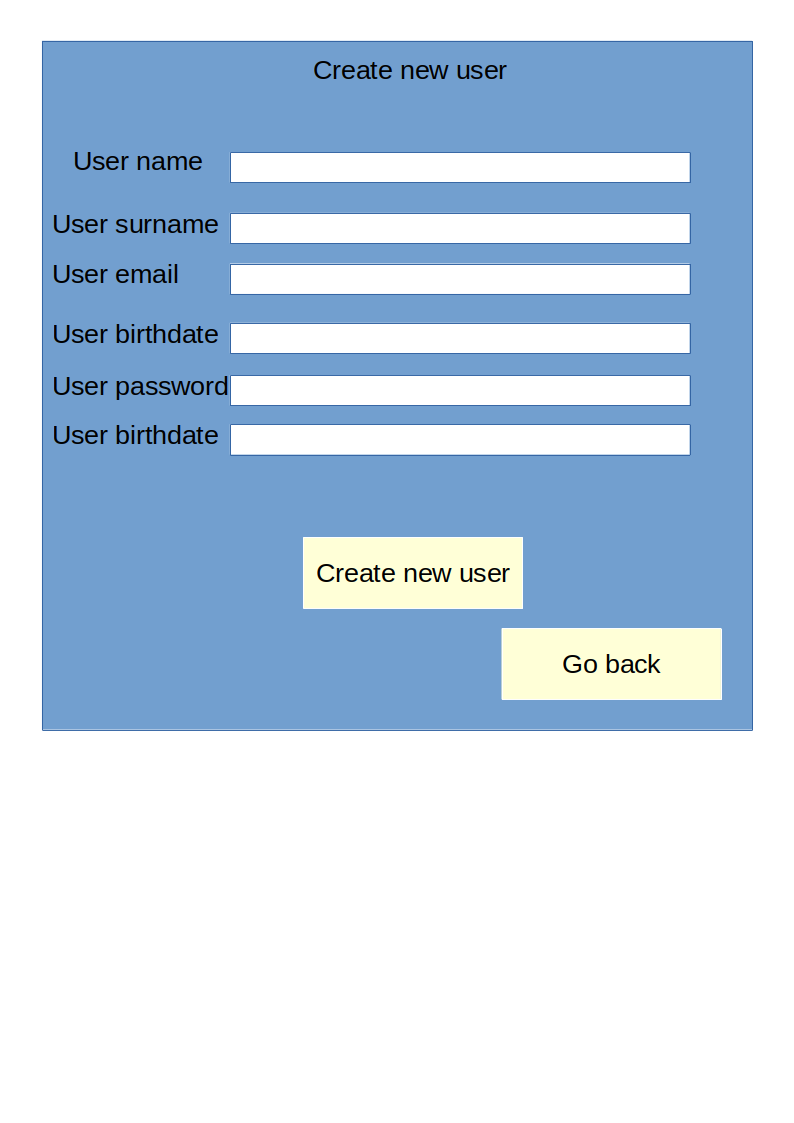 Create new user
User name
User surname
User email
User birthdate
User password
User birthdate
Create new user
Go back